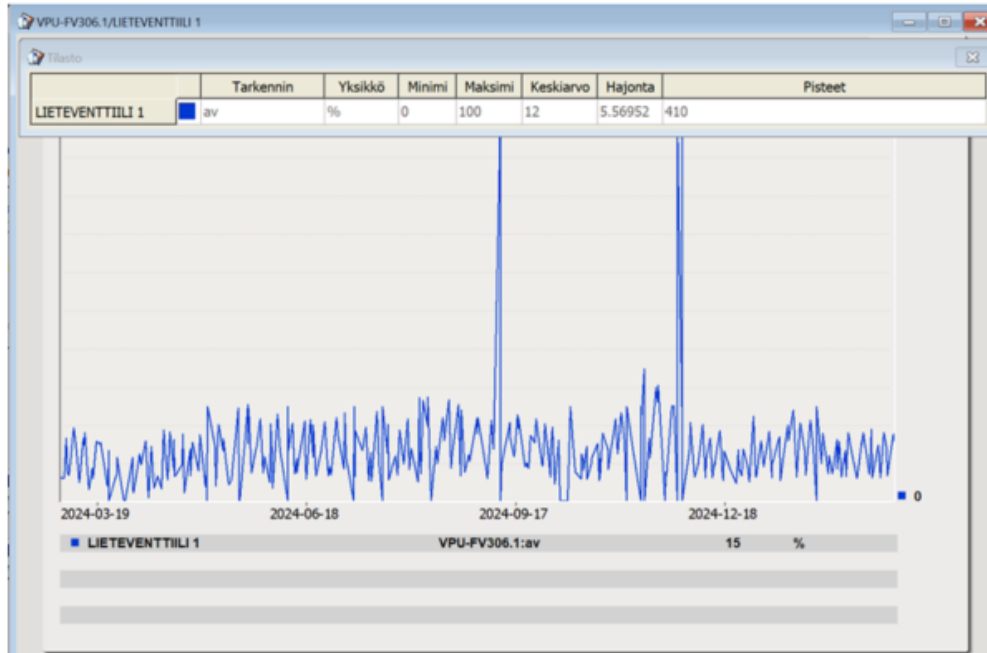 VPU-FV306.1/LIETEVENTTIILI 1
Tilasto
Tarkennin Yksikkö Minimi Maksimi Keskiarvo Hajonta Pisteet
LIETEVENTTIILI 1 av % 0 100 12 5.56952 410
0
2024-03-19 2024-06-18 2024-09-17 2024-12-18
LIETEVENTTIILI 1 VPU-FV306.1:av 15 %